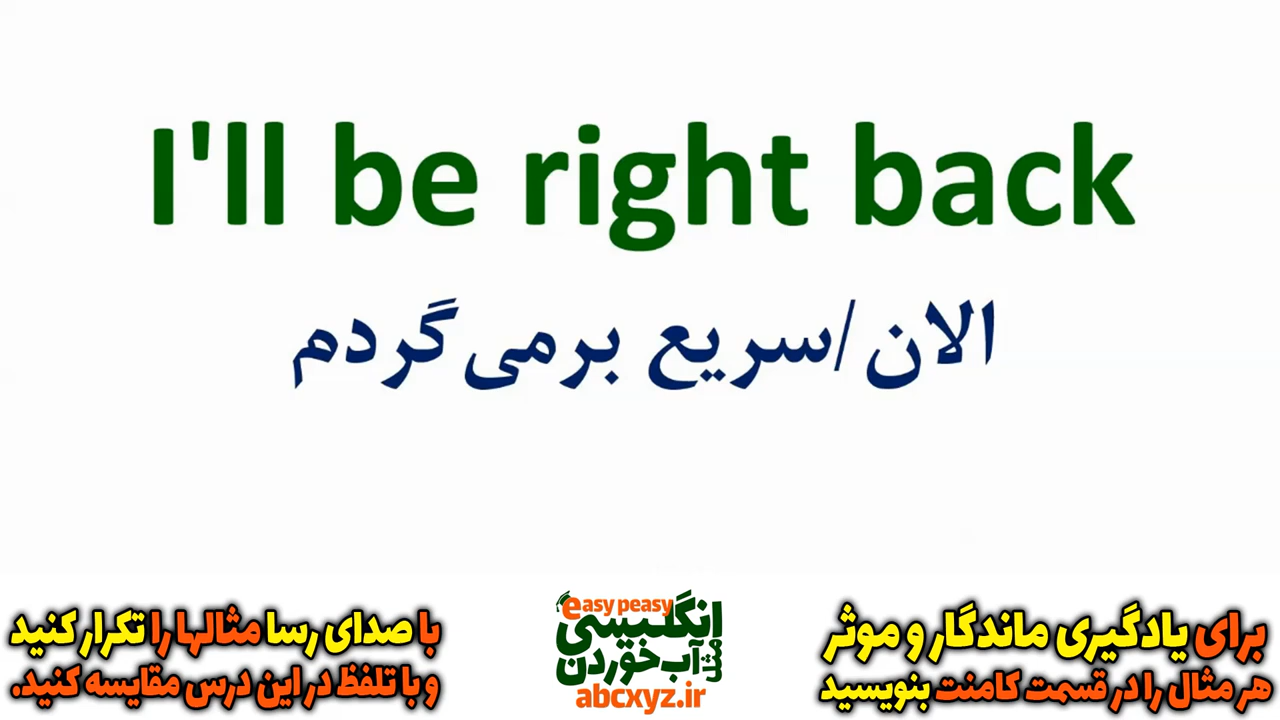 I'll be right back
الان/سریع برمی‌گردم
برای یادگیری ماندگار و موثر
هر مثال را در قسمت کامنت بنویسید
easy peasy
انگلیسی
مثل آب خوردن
abcxyz.ir
با صدای رسا مثالها را تکرار کنید
و با تلفظ در این درس مقایسه کنید.